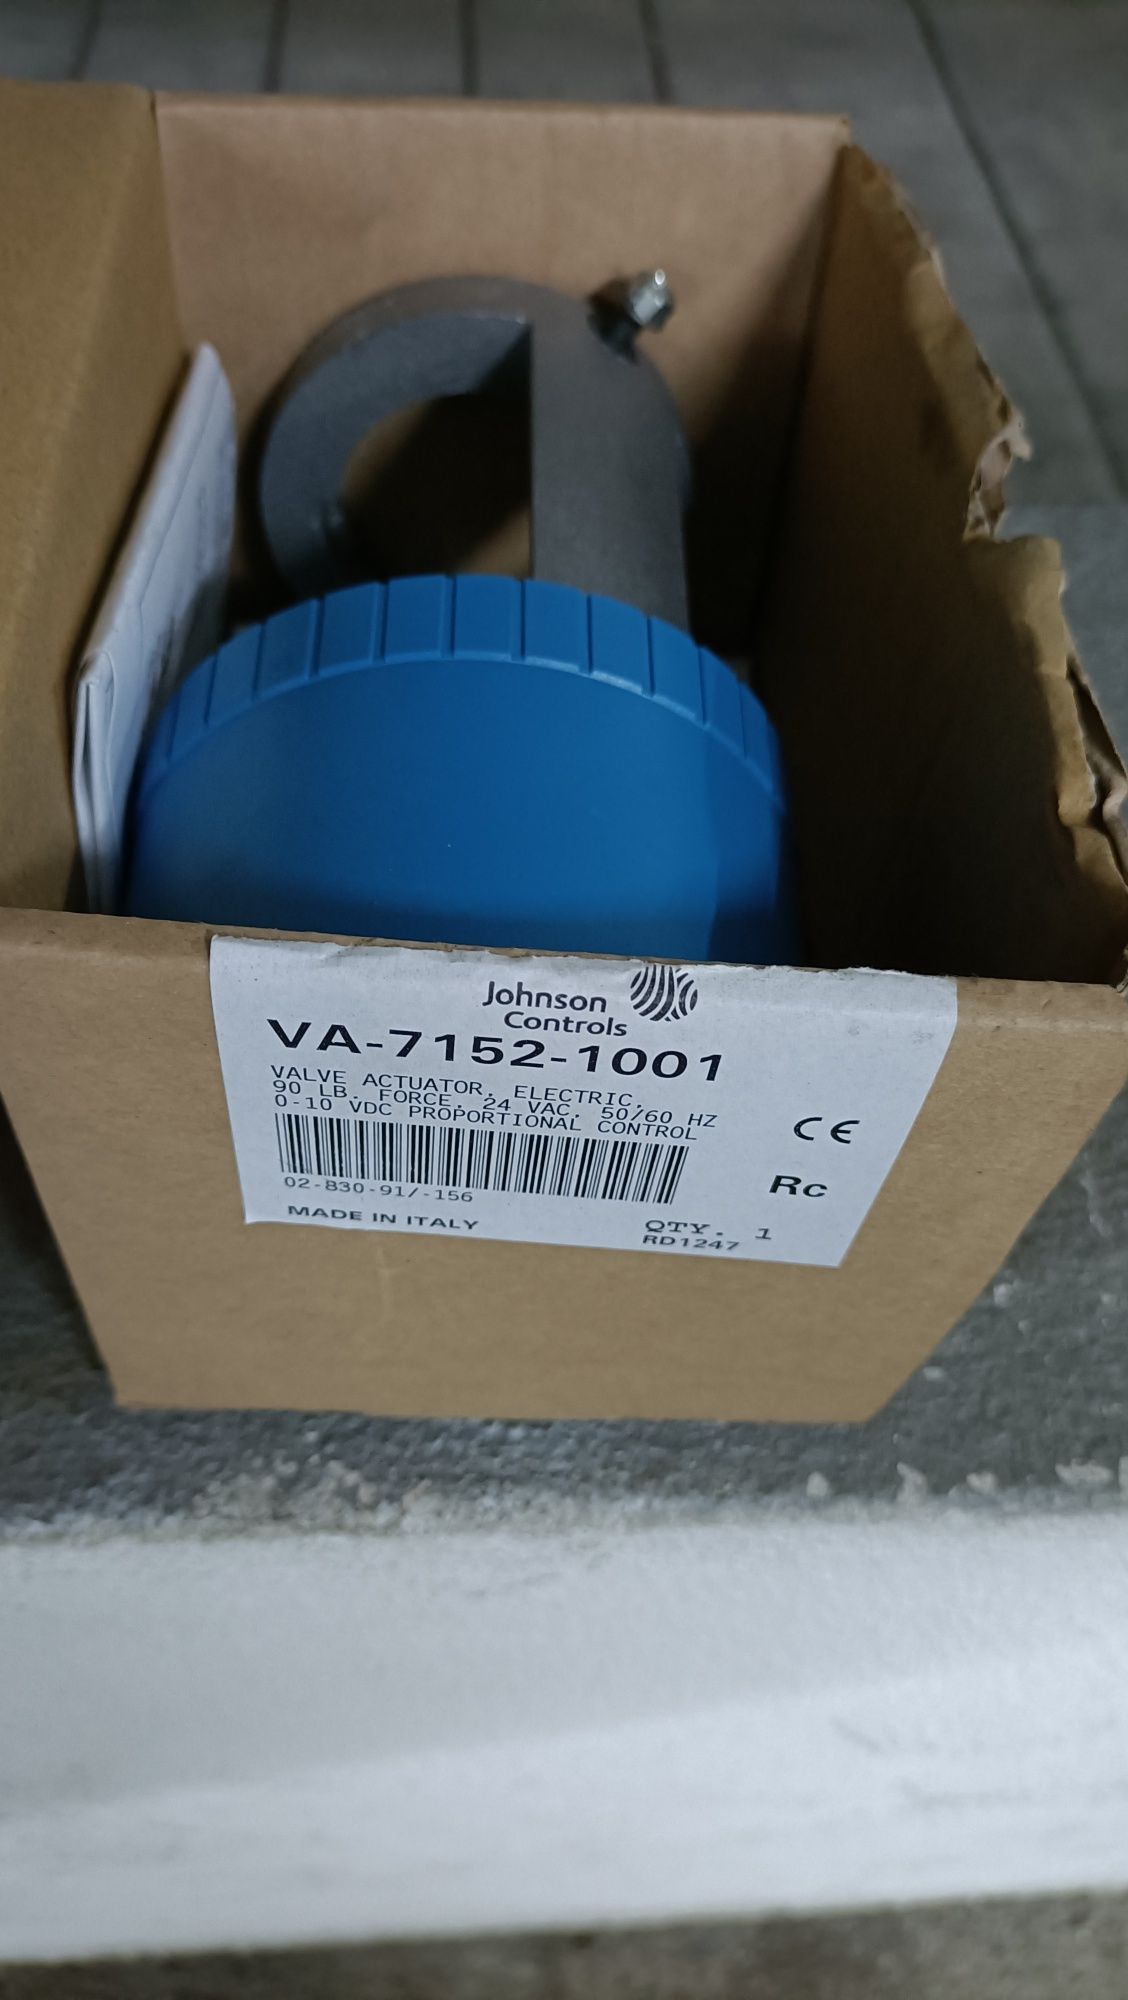 Johnson
Controls
VA-7152-1001
VALVE ACTUATOR, ELECTRIC,
90 LB. FORCE, 24 VAC, 50/60 HZ
0-10 VDC PROPORTIONAL CONTROL
CE
02-830-91/-156
Rc
MADE IN ITALY
QTY. 1
RD1247